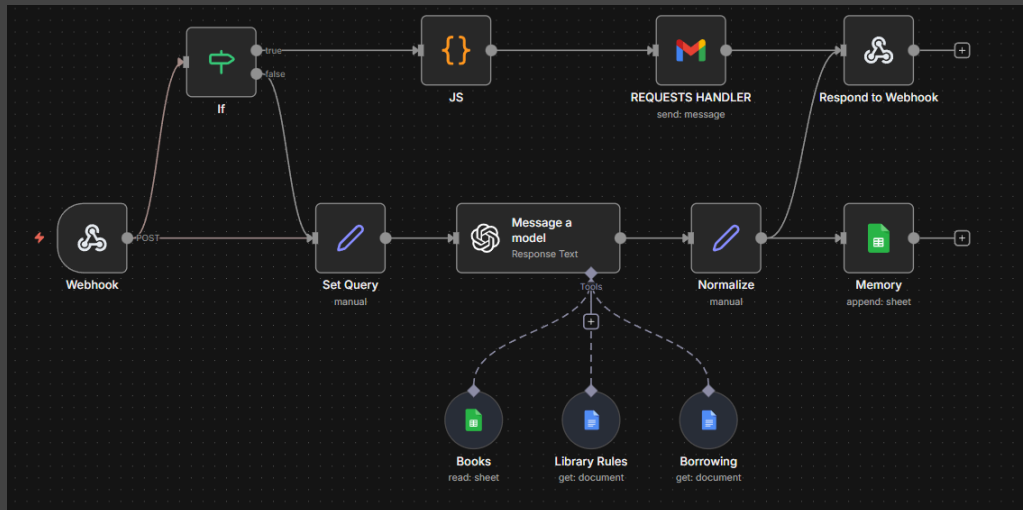 true
false
If
JS
REQUESTS HANDLER
send: message
Respond to Webhook
POST
Webhook
Set Query
manual
Message a
model
Response Text
Tools
Normalize
manual
Memory
append: sheet
Books
read: sheet
Library Rules
get: document
Borrowing
get: document